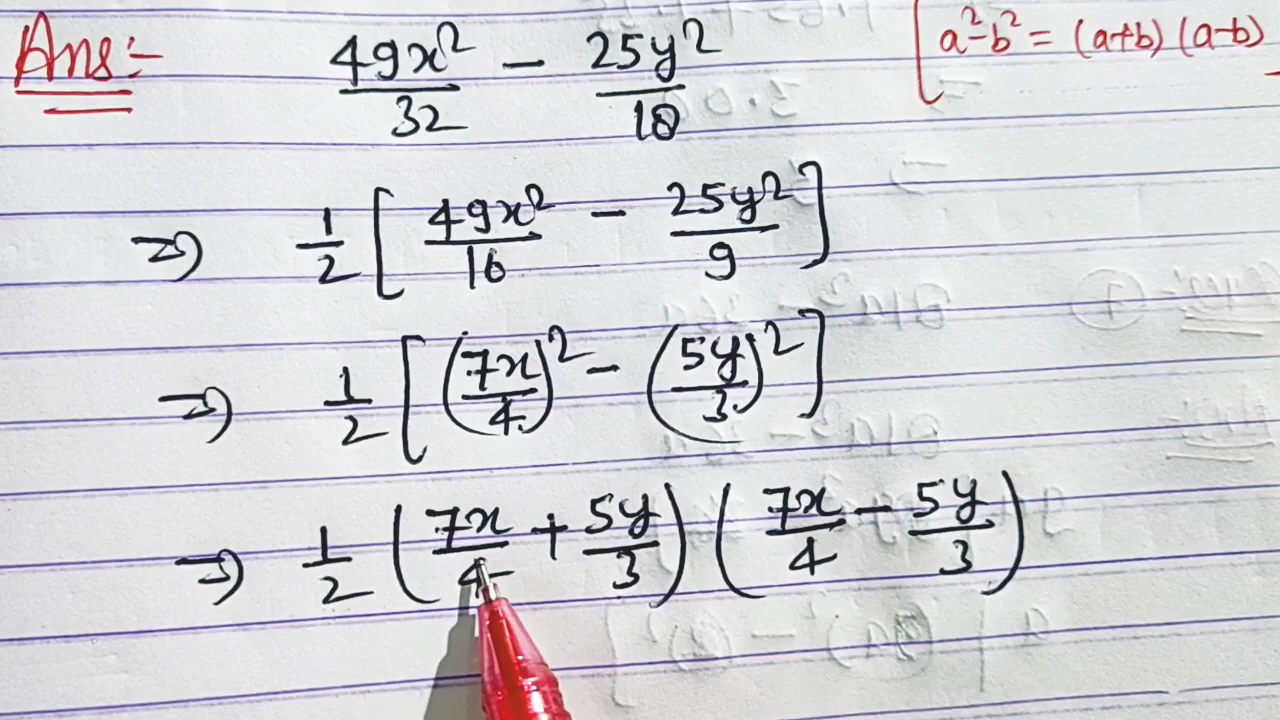 Ans:- 49x²/32 - 25y²/18 [a²-b² = (a+b) (a-b)
⇒ 1/2 [ 49x²/16 - 25y²/9 ]
⇒ 1/2 [ (7x/4)² - (5y/3)² ]
⇒ 1/2 ( 7x/4 + 5y/3 ) ( 7x/4 - 5y/3 )